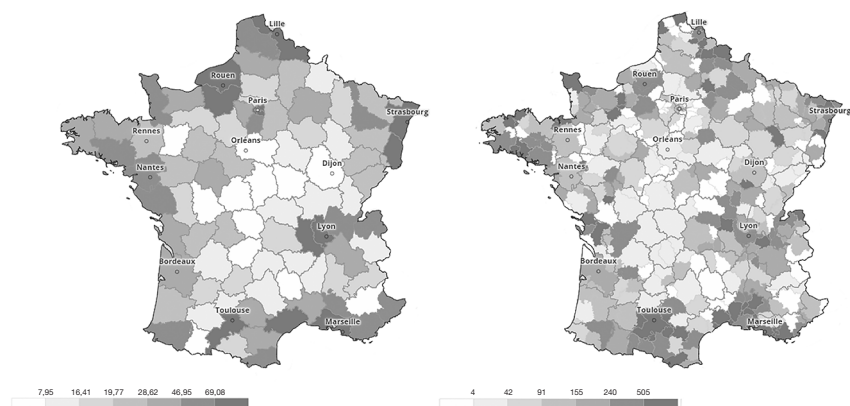 Lille
Rouen
Paris
Strasbourg
Rennes
Orléans
Nantes
Dijon
Lyon
Bordeaux
Toulouse
Marseille
7,95 16,41 19,77 28,62 46,95 69,08
Lille
Rouen
Paris
Strasbourg
Rennes
Orléans
Nantes
Dijon
Lyon
Bordeaux
Toulouse
Marseille
4 42 91 155 240 505